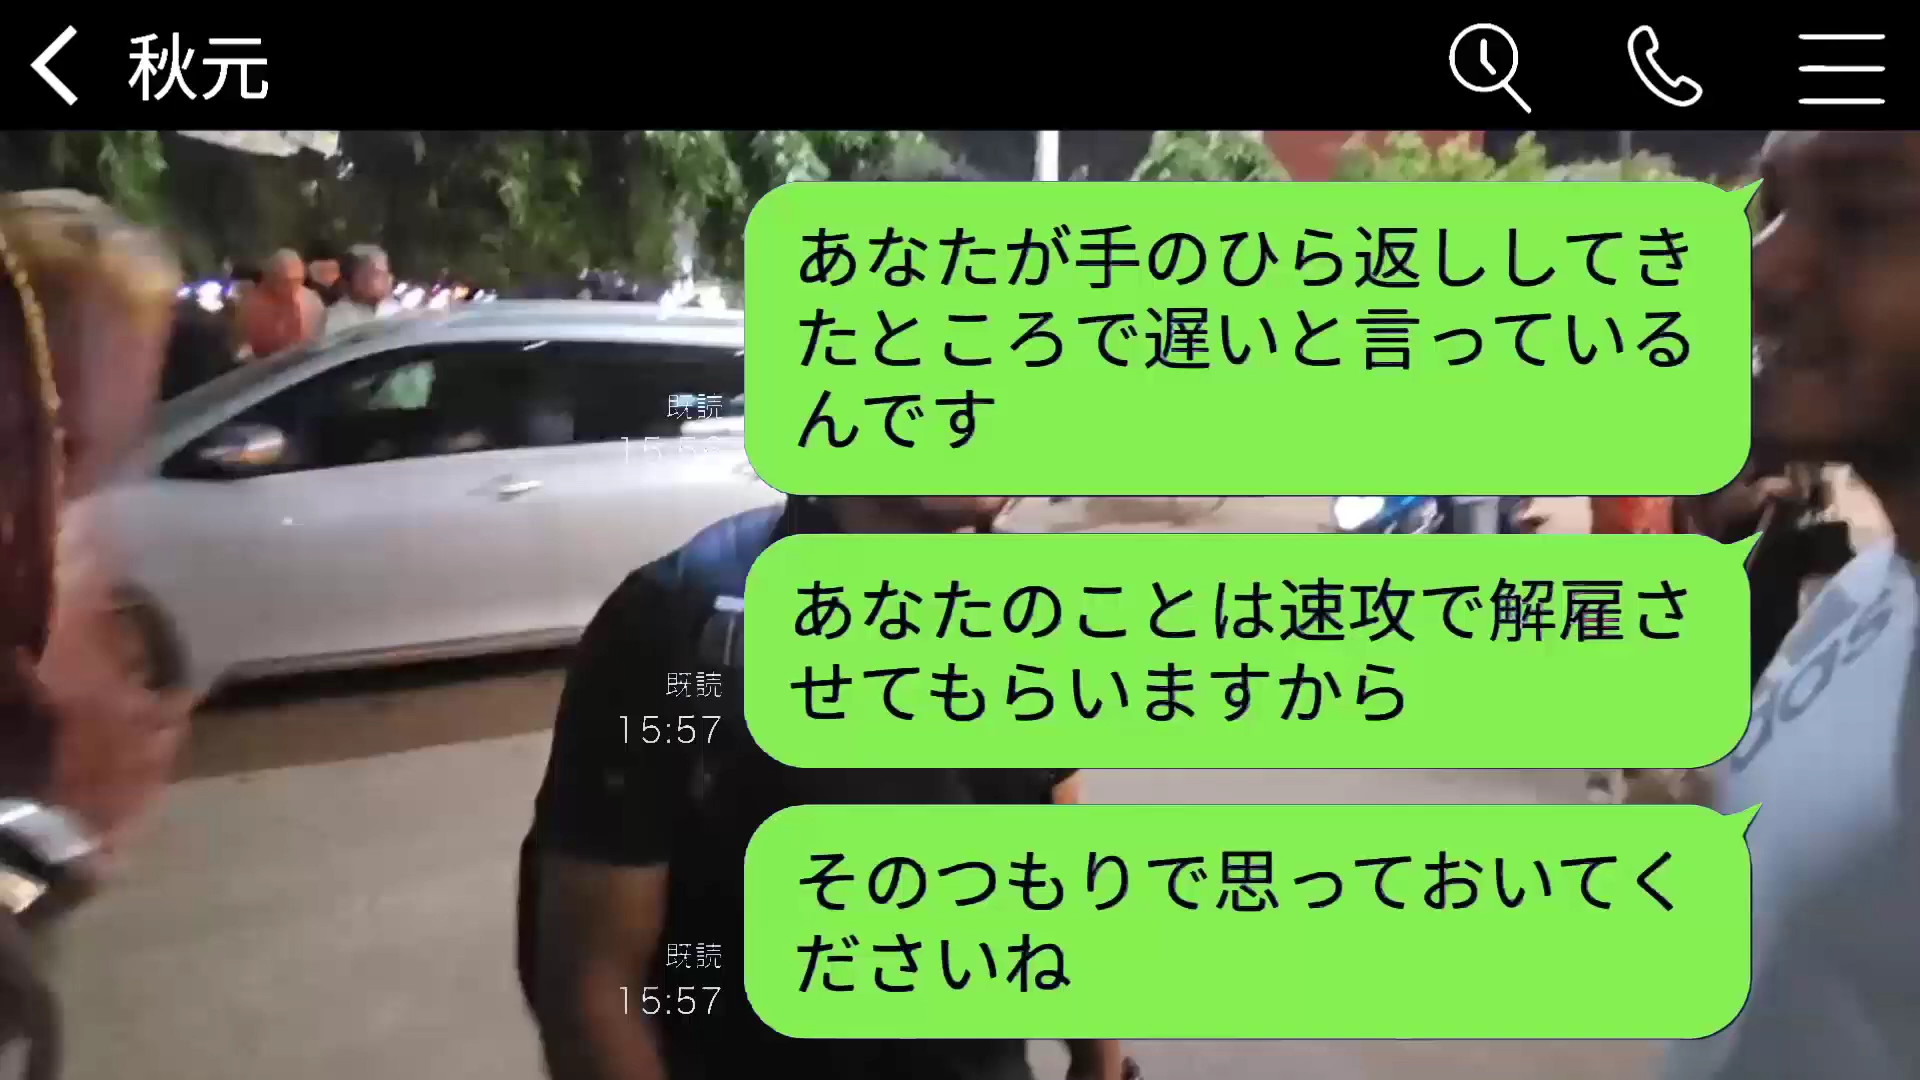 秋元
あなたが手のひら返ししてき
たところで遅いと言っている
んです
既読
あなたのことは速攻で解雇さ
せてもらいますから
既読
15:57
そのつもりで思っておいてく
ださいね
既読
15:57